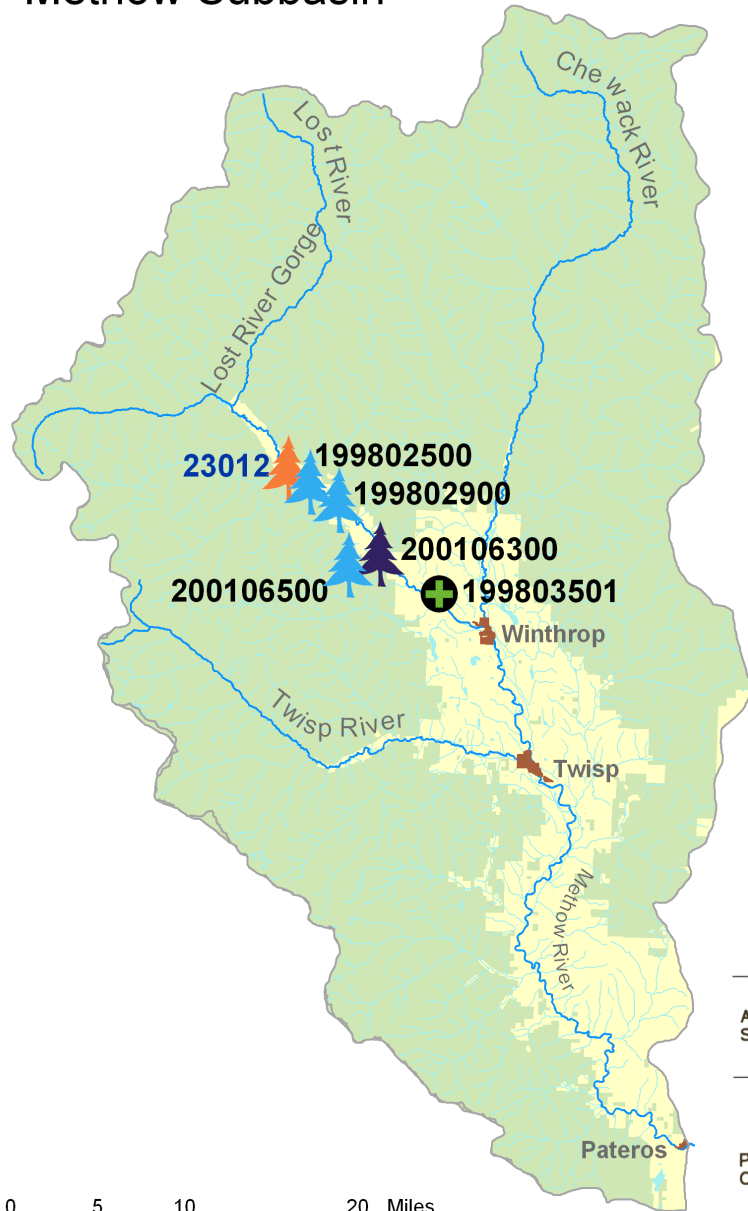 Methow Subbasin
Chewack River
Lost River
Lost River Gorge
23012
199802500
199802900
200106300
200106500
199803501
Winthrop
Twisp River
Twisp
Methow River
Pateros
0 5 10 20 Miles